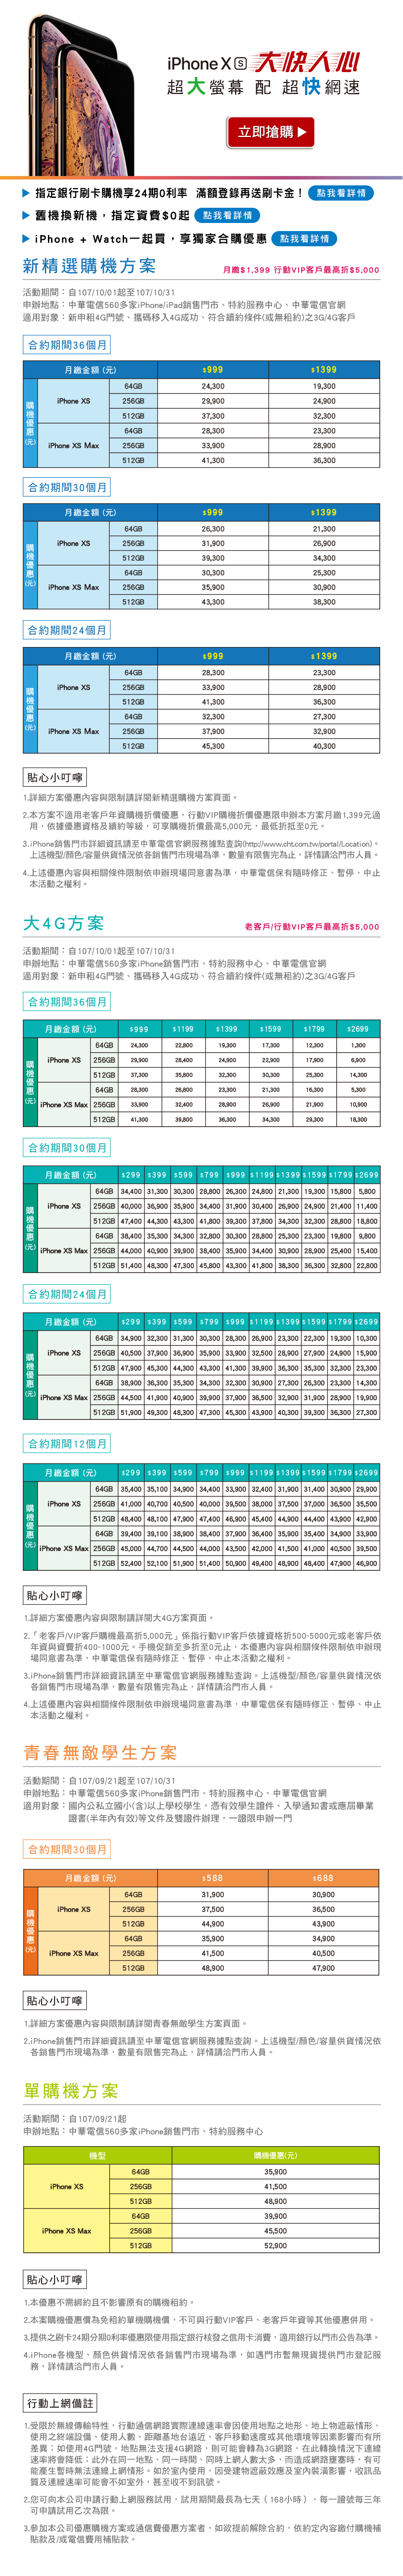 iPhone XS 大快人心
超大螢幕 配 超快網速
立即搶購▶
▶ 指定銀行刷卡購機享24期0利率 滿額登錄再送刷卡金！ 點我看詳情
▶ 舊機換新機，指定資費$0起 點我看詳情
▶ iPhone + Watch一起買，享獨家合購優惠 點我看詳情
新精選購機方案 月繳$1,399 行動VIP客戶最高折$5,000
活動期間：自107/10/01起至107/10/31
申辦地點：中華電信560多家iPhone/iPad銷售門市、特約服務中心、中華電信官網
適用對象：新申租4G門號、攜碼移入4G成功、符合續約條件(或無租約)之3G/4G客戶
合約期間36個月
月繳金額 (元) $999 $1399
購機優惠(元)
iPhone XS 64GB 24,300 19,300
256GB 29,900 24,900
512GB 37,300 32,300
iPhone XS Max 64GB 28,300 23,300
256GB 33,900 28,900
512GB 41,300 36,300
合約期間30個月
月繳金額 (元) $999 $1399
購機優惠(元)
iPhone XS 64GB 26,300 21,300
256GB 31,900 26,900
512GB 39,300 34,300
iPhone XS Max 64GB 30,300 25,300
256GB 35,900 30,900
512GB 43,300 38,300
合約期間24個月
月繳金額 (元) $999 $1399
購機優惠(元)
iPhone XS 64GB 28,300 23,300
256GB 33,900 28,900
512GB 41,300 36,300
iPhone XS Max 64GB 32,300 27,300
256GB 37,900 32,900
512GB 45,300 40,300
貼心小叮嚀
1.詳細方案優惠內容與限制請詳閱新精選購機方案頁面。
2.本方案不適用老客戶年資購機折價優惠，行動VIP購機折價優惠限申辦本方案月繳1,399元適
用，依據優惠資格及續約等級，可享購機折價最高5,000元，最低折抵至0元。
3.iPhone銷售門市詳細資訊請至中華電信官網服務據點查詢(http://www.cht.com.tw/portal/Location)。
上述機型/顏色/容量供貨情況依各銷售門市現場為準，數量有限售完為止，詳情請洽門市人員。
4.上述優惠內容與相關條件限制依申辦現場同意書為準，中華電信保有隨時修正、暫停、中止
本活動之權利。
大4G方案 老客戶/行動VIP客戶最高折$5,000
活動期間：自107/10/01起至107/10/31
申辦地點：中華電信560多家iPhone銷售門市、特約服務中心、中華電信官網
適用對象：新申租4G門號、攜碼移入4G成功、符合續約條件(或無租約)之3G/4G客戶
合約期間36個月
月繳金額 (元) $999 $1199 $1399 $1599 $1799 $2699
購機優惠(元)
iPhone XS 64GB 24,300 22,800 19,300 17,300 12,300 1,300
256GB 29,900 28,400 24,900 22,900 17,900 6,900
512GB 37,300 35,800 32,300 30,300 25,300 14,300
iPhone XS Max 64GB 28,300 26,800 23,300 21,300 16,300 5,300
256GB 33,900 32,400 28,900 26,900 21,900 10,900
512GB 41,300 39,800 36,300 34,300 29,300 18,300
合約期間30個月
月繳金額 (元) $299 $399 $599 $799 $999 $1199 $1399 $1599 $1799 $2699
購機優惠(元)
iPhone XS 64GB 34,400 31,300 30,300 28,800 26,300 24,800 21,300 19,300 15,800 5,800
256GB 40,000 36,900 35,900 34,400 31,900 30,400 26,900 24,900 21,400 11,400
512GB 47,400 44,300 43,300 41,800 39,300 37,800 34,300 32,300 28,800 18,800
iPhone XS Max 64GB 38,400 35,300 34,300 32,800 30,300 28,800 25,300 23,300 19,800 9,800
256GB 44,000 40,900 39,900 38,400 35,900 34,400 30,900 28,900 25,400 15,400
512GB 51,400 48,300 47,300 45,800 43,300 41,800 38,300 36,300 32,800 22,800
合約期間24個月
月繳金額 (元) $299 $399 $599 $799 $999 $1199 $1399 $1599 $1799 $2699
購機優惠(元)
iPhone XS 64GB 34,900 32,300 31,300 30,300 28,300 26,900 23,300 22,300 19,300 10,300
256GB 40,500 37,900 36,900 35,900 33,900 32,500 28,900 27,900 24,900 15,900
512GB 47,900 45,300 44,300 43,300 41,300 39,900 36,300 35,300 32,300 23,300
iPhone XS Max 64GB 38,900 36,300 35,300 34,300 32,300 30,900 27,300 26,300 23,300 14,300
256GB 44,500 41,900 40,900 39,900 37,900 36,500 32,900 31,900 28,900 19,900
512GB 51,900 49,300 48,300 47,300 45,300 43,900 40,300 39,300 36,300 27,300
合約期間12個月
月繳金額 (元) $299 $399 $599 $799 $999 $1199 $1399 $1599 $1799 $2699
購機優惠(元)
iPhone XS 64GB 35,400 35,100 34,900 34,400 33,900 32,400 31,900 31,400 30,900 29,900
256GB 41,000 40,700 40,500 40,000 39,500 38,000 37,500 37,000 36,500 35,500
512GB 48,400 48,100 47,900 47,400 46,900 45,400 44,900 44,400 43,900 42,900
iPhone XS Max 64GB 39,400 39,100 38,900 38,400 37,900 36,400 35,900 35,400 34,900 33,900
256GB 45,000 44,700 44,500 44,000 43,500 42,000 41,500 41,000 40,500 39,500
512GB 52,400 52,100 51,900 51,400 50,900 49,400 48,900 48,400 47,900 46,900
貼心小叮嚀
1.詳細方案優惠內容與限制請詳閱大4G方案頁面。
2.「老客戶/VIP客戶購機最高折5,000元」係指行動VIP客戶依據資格折500-5000元或老客戶依
年資與資費折400-1000元。手機促銷至多折至0元止，本優惠內容與相關條件限制依申辦現
場同意書為準，中華電信保有隨時修正、暫停、中止本活動之權利。
3.iPhone銷售門市詳細資訊請至中華電信官網服務據點查詢。上述機型/顏色/容量供貨情況依
各銷售門市現場為準，數量有限售完為止，詳情請洽門市人員。
4.上述優惠內容與相關條件限制依申辦現場同意書為準，中華電信保有隨時修正、暫停、中止
本活動之權利。
青春無敵學生方案
活動期間：自107/09/21起至107/10/31
申辦地點：中華電信560多家iPhone銷售門市、特約服務中心、中華電信官網
適用對象：國內公私立國小(含)以上學校學生，憑有效學生證件、入學通知書或應屆畢業
證書(半年內有效)等文件及雙證件辦理，一證限申辦一門
合約期間30個月
月繳金額 (元) $588 $688
購機優惠(元)
iPhone XS 64GB 31,900 30,900
256GB 37,500 36,500
512GB 44,900 43,900
iPhone XS Max 64GB 35,900 34,900
256GB 41,500 40,500
512GB 48,900 47,900
貼心小叮嚀
1.詳細方案優惠內容與限制請詳閱青春無敵學生方案頁面。
2.iPhone銷售門市詳細資訊請至中華電信官網服務據點查詢。上述機型/顏色/容量供貨情況依
各銷售門市現場為準，數量有限售完為止，詳情請洽門市人員。
單購機方案
活動期間：自107/09/21起
申辦地點：中華電信560多家iPhone銷售門市、特約服務中心
機型 購機優惠(元)
iPhone XS 64GB 35,900
256GB 41,500
512GB 48,900
iPhone XS Max 64GB 39,900
256GB 45,500
512GB 52,900
貼心小叮嚀
1.本優惠不需綁約且不影響原有的購機租約。
2.本案購機優惠價為免租約單機購機價，不可與行動VIP客戶、老客戶年資等其他優惠併用。
3.提供之刷卡24期分期0利率優惠限使用指定銀行核發之信用卡消費，適用銀行以門市公告為準。
4.iPhone各機型、顏色供貨情況依各銷售門市現場為準，如遇門市暫無現貨提供門市登記服
務，詳情請洽門市人員。
行動上網備註
1.受限於無線傳輸特性，行動通信網路實際連線速率會因使用地點之地形、地上物遮蔽情形、
使用之終端設備、使用人數、距離基地台遠近、客戶移動速度或其他環境等因素影響而有所
差異；如使用4G門號，地點無法支援4G網路，則可能會轉為3G網路，在此轉換情況下連線
速率將會降低；此外在同一地點、同一時間、同時上網人數太多，而造成網路壅塞時，有可
能產生暫時無法連線上網情形。如於室內使用，因受建物遮蔽效應及室內裝潢影響，收訊品
質及連線速率可能會不如室外，甚至收不到訊號。
2.您可向本公司申請行動上網服務試用，試用期間最長為七天（168小時），每一證號每三年
可申請試用乙次為限。
3.參加本公司優惠購機方案或通信費優惠方案者，如欲提前解除合約，依約定內容繳付購機補
貼款及/或電信費用補貼款。